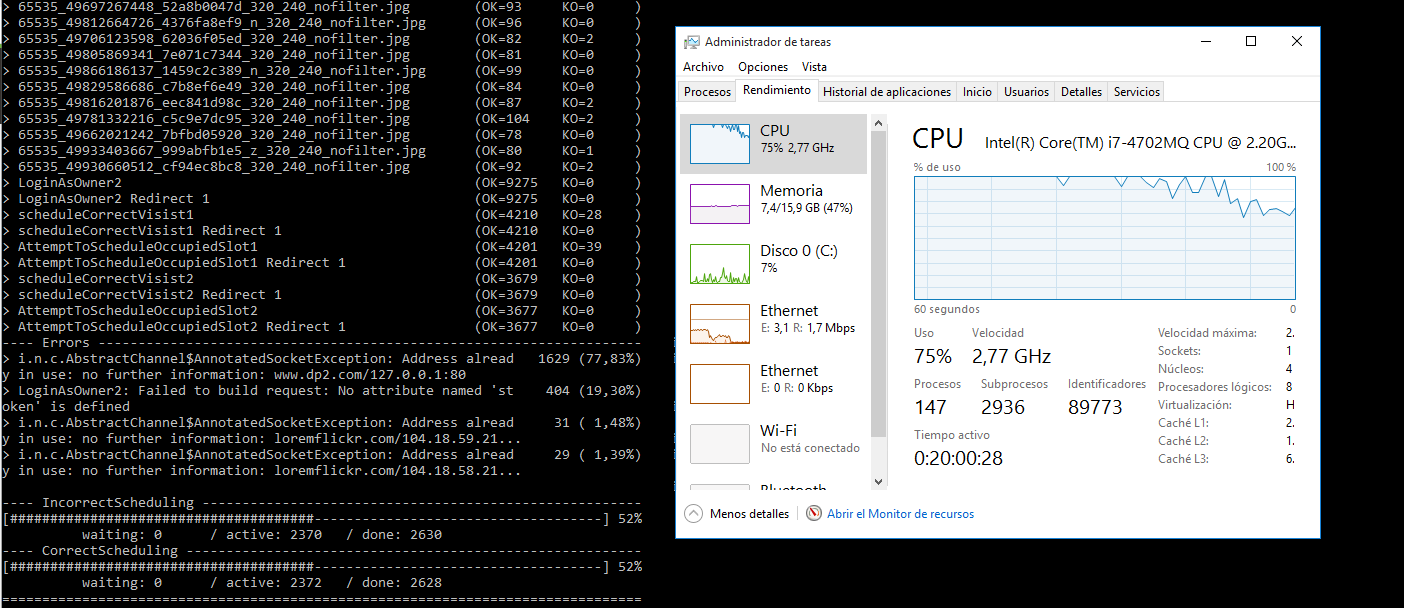 > 65535_49697267448_52a8b0047d_320_240_nofilter.jpg (OK=93 KO=0 )
> 65535_49812664726_4376fa8ef9_n_320_240_nofilter.jpg (OK=96 KO=0 )
> 65535_49706123598_62036f05ed_320_240_nofilter.jpg (OK=82 KO=2 )
> 65535_49805869341_7e071c7344_320_240_nofilter.jpg (OK=81 KO=0 )
> 65535_49866186137_1459c2c389_n_320_240_nofilter.jpg (OK=99 KO=0 )
> 65535_49829586686_c7b8ef6e49_320_240_nofilter.jpg (OK=84 KO=0 )
> 65535_49816201876_eec841d98c_320_240_nofilter.jpg (OK=87 KO=2 )
> 65535_49781332216_c5c9e7dc95_320_240_nofilter.jpg (OK=104 KO=2 )
> 65535_49662021242_7bfbd05920_320_240_nofilter.jpg (OK=78 KO=0 )
> 65535_49933403667_999abfb1e5_z_320_240_nofilter.jpg (OK=80 KO=1 )
> 65535_49930660512_cf94ec8bc8_320_240_nofilter.jpg (OK=92 KO=2 )
> LoginAsOwner2 (OK=9275 KO=0 )
> LoginAsOwner2 Redirect 1 (OK=9275 KO=0 )
> scheduleCorrectVisist1 (OK=4210 KO=28 )
> scheduleCorrectVisist1 Redirect 1 (OK=4210 KO=0 )
> AttemptToScheduleOccupiedSlot1 (OK=4201 KO=39 )
> AttemptToScheduleOccupiedSlot1 Redirect 1 (OK=4201 KO=0 )
> scheduleCorrectVisist2 (OK=3679 KO=0 )
> scheduleCorrectVisist2 Redirect 1 (OK=3679 KO=0 )
> AttemptToScheduleOccupiedSlot2 (OK=3677 KO=0 )
> AttemptToScheduleOccupiedSlot2 Redirect 1 (OK=3677 KO=0 )
---- Errors --------------------------------------------------------------------
> i.n.c.AbstractChannel$AnnotatedSocketException: Address alread 1629 (77,83%)
y in use: no further information: www.dp2.com/127.0.0.1:80
> LoginAsOwner2: Failed to build request: No attribute named 'st 404 (19,30%)
oken' is defined
> i.n.c.AbstractChannel$AnnotatedSocketException: Address alread 31 ( 1,48%)
y in use: no further information: loremflickr.com/104.18.59.21...
> i.n.c.AbstractChannel$AnnotatedSocketException: Address alread 29 ( 1,39%)
y in use: no further information: loremflickr.com/104.18.58.21...
---- IncorrectScheduling -------------------------------------------------------
[######################################------------------------------------] 52%
waiting: 0 / active: 2370 / done: 2630
---- CorrectScheduling ---------------------------------------------------------
[######################################------------------------------------] 52%
waiting: 0 / active: 2372 / done: 2628
================================================================================
Administrador de tareas
Archivo Opciones Vista
Procesos Rendimiento Historial de aplicaciones Inicio Usuarios Detalles Servicios
CPU
75% 2,77 GHz
Memoria
7,4/15,9 GB (47%)
Disco 0 (C:)
7%
Ethernet
E: 3,1 R: 1,7 Mbps
Ethernet
E: 0 R: 0 Kbps
Wi-Fi
No está conectado
Bluetooth
CPU Intel(R) Core(TM) i7-4702MQ CPU @ 2.20G...
% de uso 100 %
60 segundos 0
Uso Velocidad
75% 2,77 GHz
Procesos Subprocesos Identificadores
147 2936 89773
Tiempo activo
0:20:00:28
Velocidad máxima: 2.
Sockets: 1
Núcleos: 4
Procesadores lógicos: 8
Virtualización: H
Caché L1: 2.
Caché L2: 1.
Caché L3: 6.
Menos detalles Abrir el Monitor de recursos